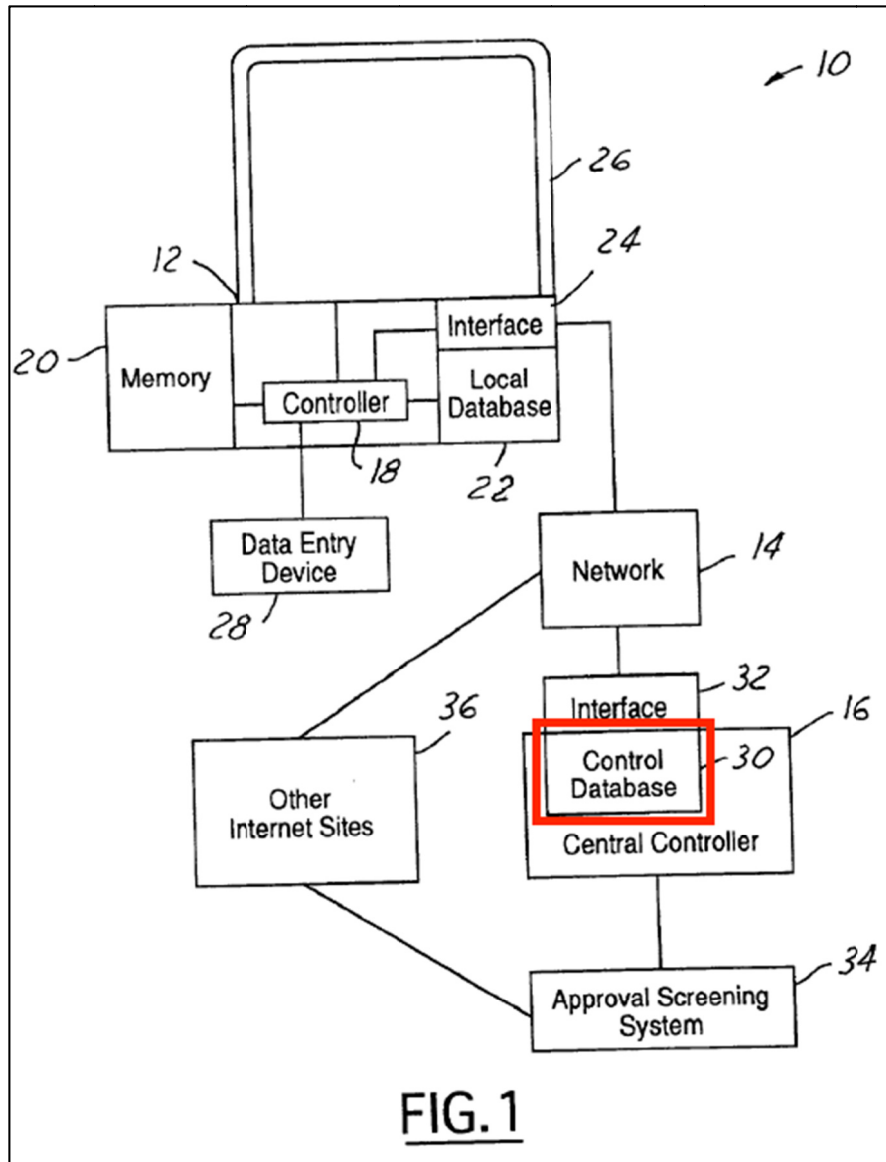 10
26
24
12
Interface
20
Memory
Local
Database
Controller
18
22
Data Entry
Device
28
Network
14
Interface
32
16
36
Control
Database
30
Other
Internet Sites
Central Controller
34
Approval Screening
System
FIG. 1